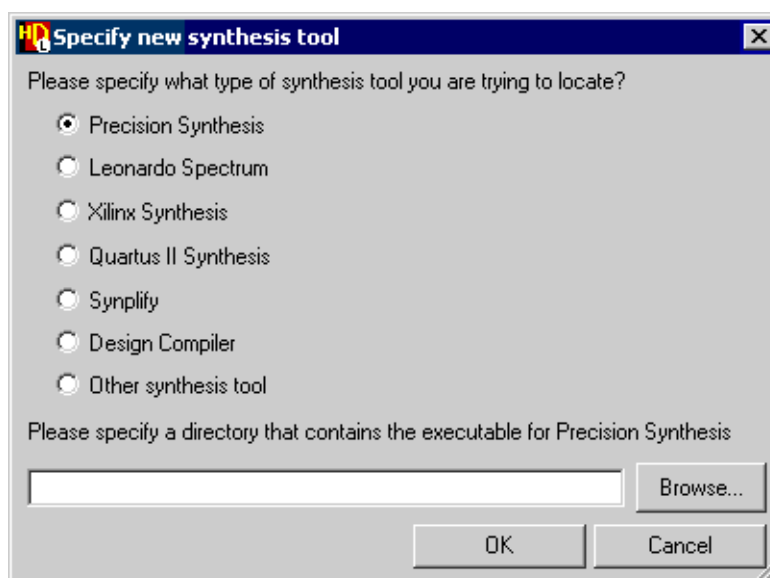 HDL Specify new synthesis tool
Please specify what type of synthesis tool you are trying to locate?
Precision Synthesis
Leonardo Spectrum
Xilinx Synthesis
Quartus II Synthesis
Synplify
Design Compiler
Other synthesis tool
Please specify a directory that contains the executable for Precision Synthesis
Browse...
OK Cancel